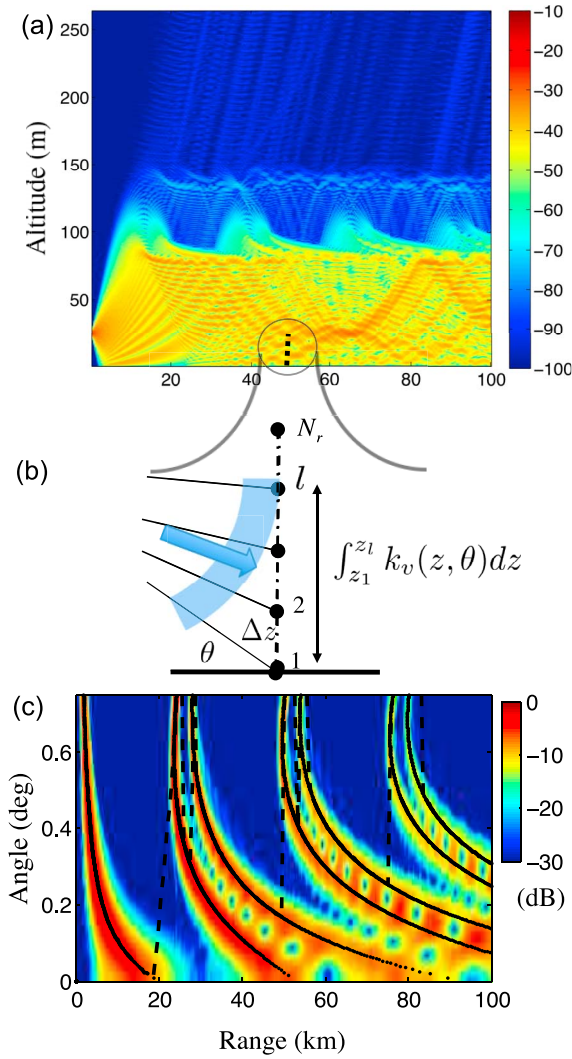 (a)
Altitude (m)
250
200
150
100
50
20 40 60 80 100
−10
−20
−30
−40
−50
−60
−70
−80
−90
−100
(b)
N_r
l
∫_{z_1}^{z_l} k_v(z, θ)dz
2
Δz
θ
1
(c)
Angle (deg)
0.6
0.4
0.2
0
0 20 40 60 80 100
Range (km)
0
−10
−20
−30
(dB)